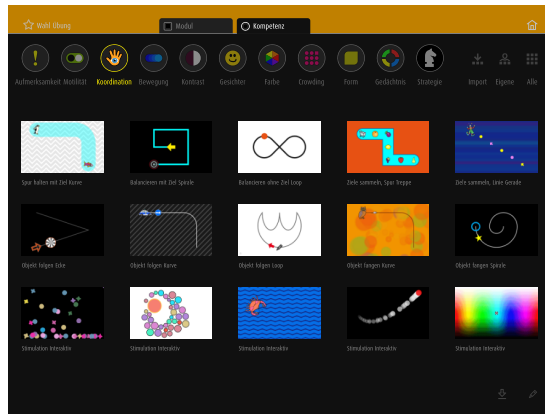 Wahl Übung
Modul
Kompetenz
Aufmerksamkeit Motilität Koordination Bewegung Kontrast Gesichter Farbe Crowding Form Gedächtnis Strategie Import Eigene Alle
Spur halten mit Ziel Kurve
Balancieren mit Ziel Spirale
Balancieren ohne Ziel Loop
Ziele sammeln, Spur Treppe
Ziele sammeln, Linie Gerade
Objekt folgen Ecke
Objekt folgen Kurve
Objekt folgen Loop
Objekt fangen Kurve
Objekt fangen Spirale
Stimulation Interaktiv
Stimulation Interaktiv
Stimulation Interaktiv
Stimulation Interaktiv
Stimulation Interaktiv